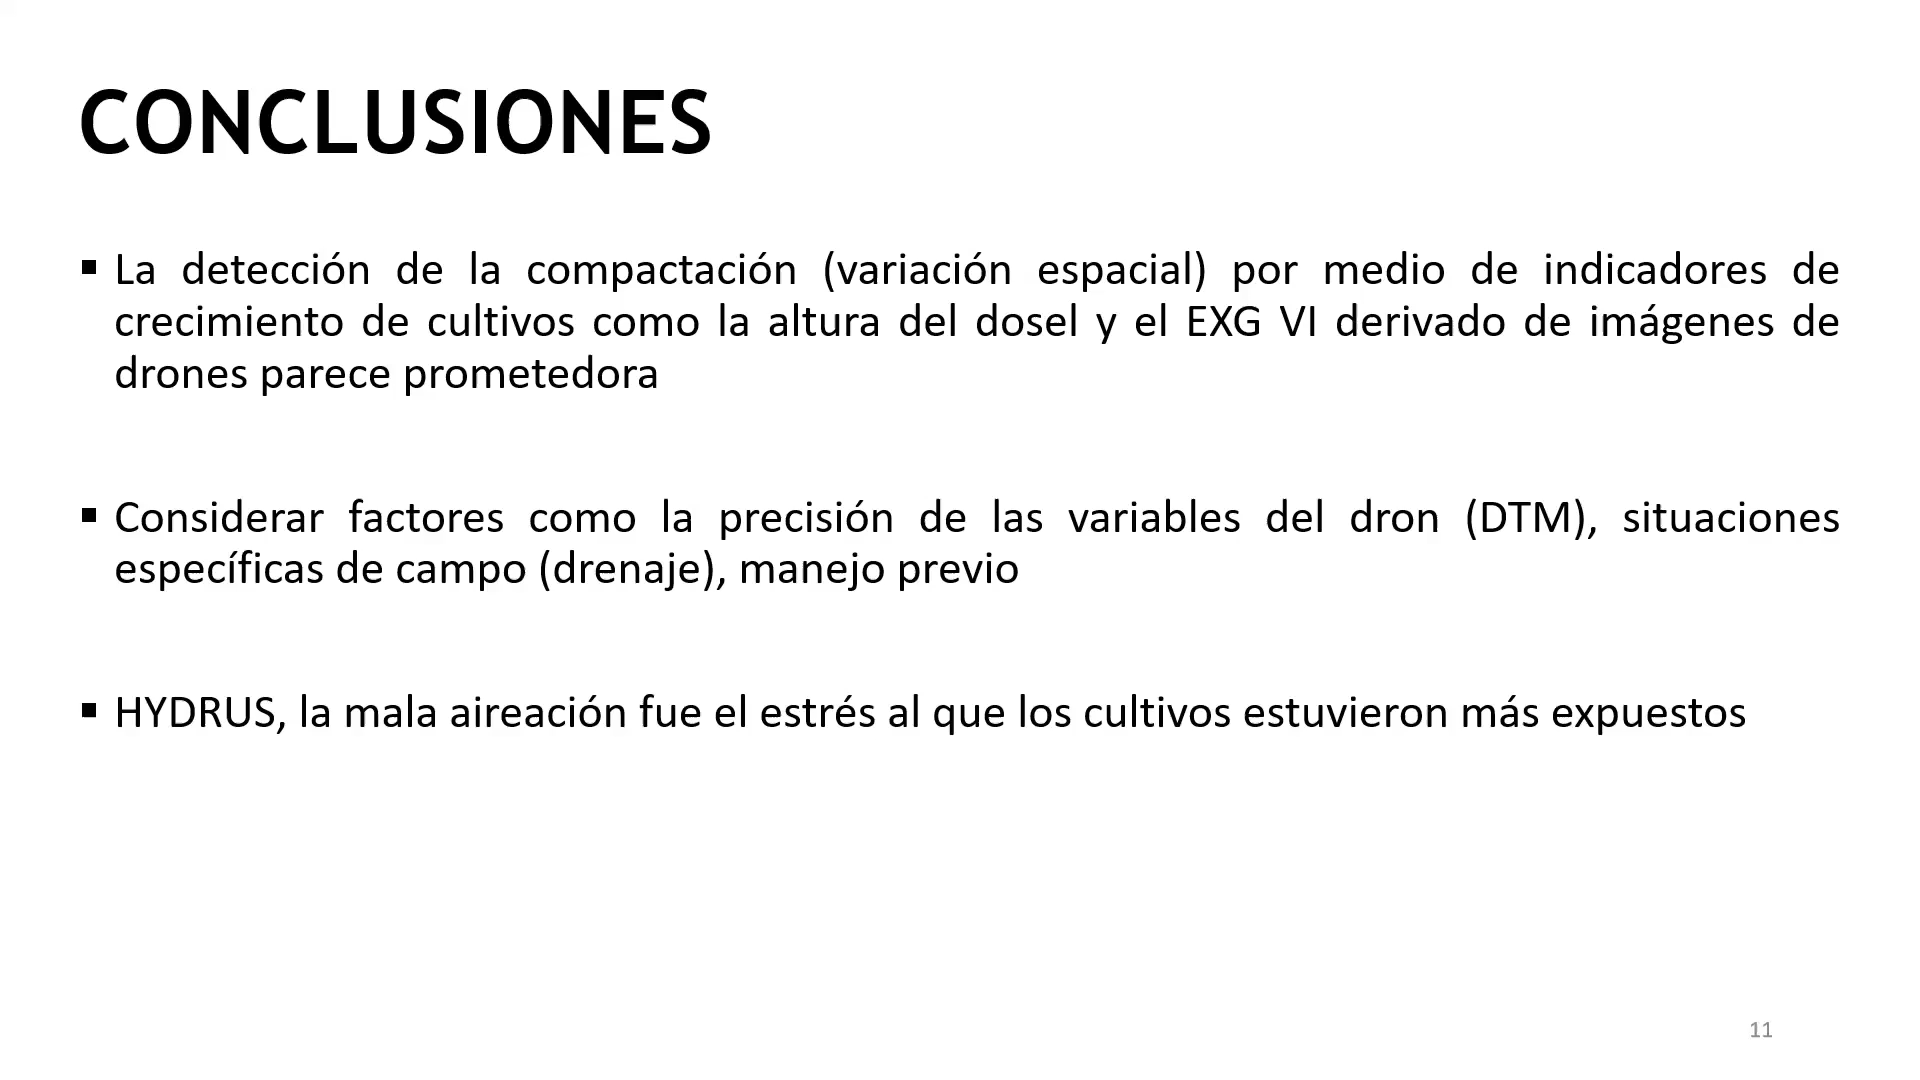 CONCLUSIONES
▪ La detección de la compactación (variación espacial) por medio de indicadores de
crecimiento de cultivos como la altura del dosel y el EXG VI derivado de imágenes de
drones parece prometedora
▪ Considerar factores como la precisión de las variables del dron (DTM), situaciones
específicas de campo (drenaje), manejo previo
▪ HYDRUS, la mala aireación fue el estrés al que los cultivos estuvieron más expuestos
11